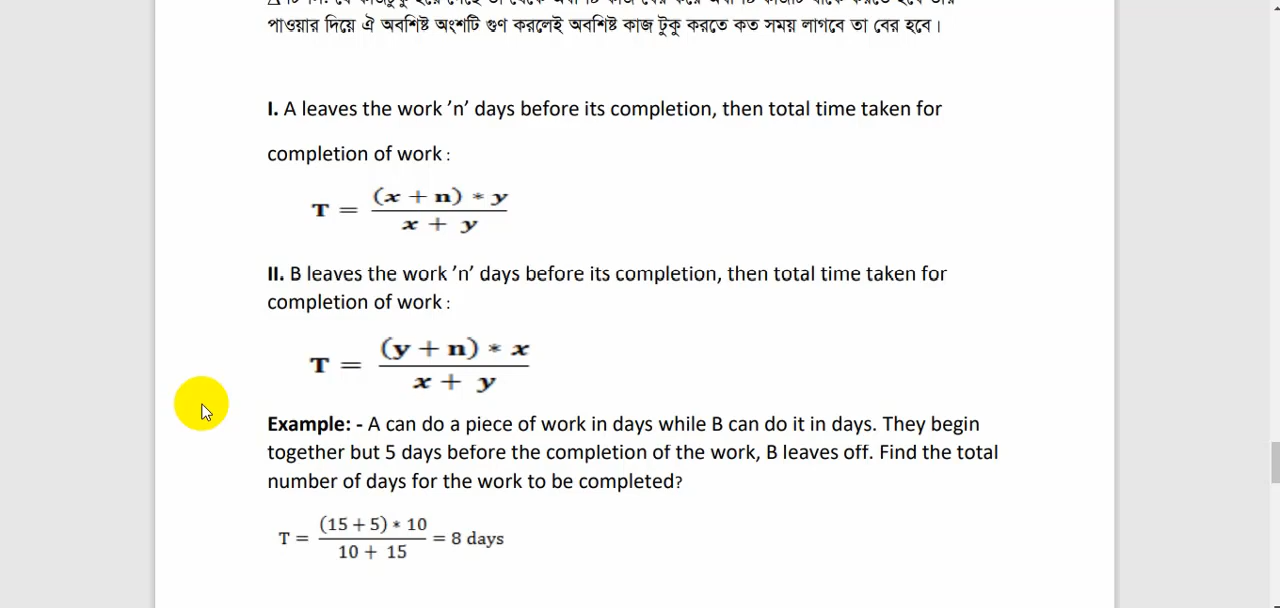 পাওয়ার দিয়ে ঐ অবশিষ্ট অংশটি গুণ করলেই অবশিষ্ট কাজ টুকু করতে কত সময় লাগবে তা বের হবে।
I. A leaves the work ’n’ days before its completion, then total time taken for
completion of work :
T = (x + n) * y / x + y
II. B leaves the work ’n’ days before its completion, then total time taken for
completion of work :
T = (y + n) * x / x + y
Example: - A can do a piece of work in days while B can do it in days. They begin
together but 5 days before the completion of the work, B leaves off. Find the total
number of days for the work to be completed?
T = (15 + 5) * 10 / 10 + 15 = 8 days